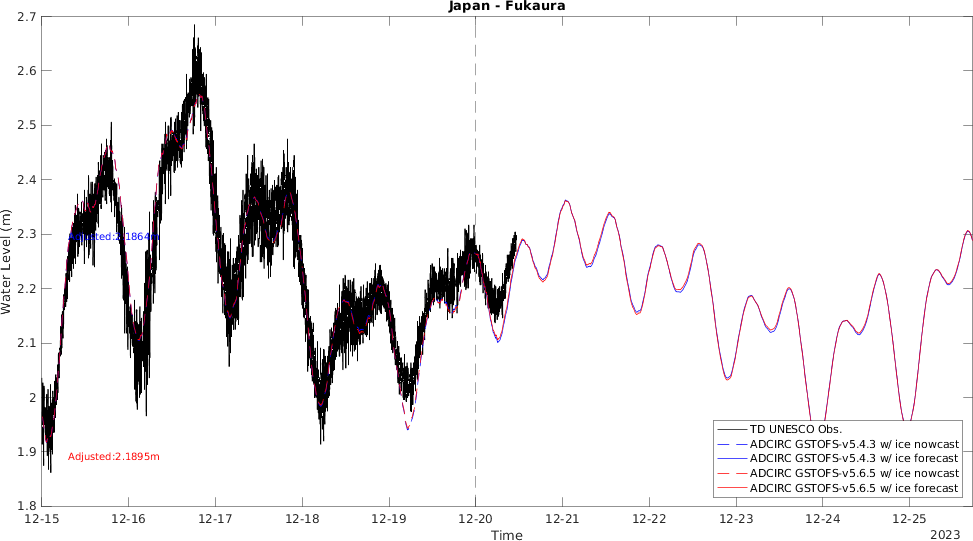 Japan - Fukaura
2.7
2.6
2.5
2.4
2.3
2.2
2.1
2
1.9
1.8
Water Level (m)
Adjusted:2.1864m
Adjusted:2.1895m
TD UNESCO Obs.
ADCIRC GSTOFS-v5.4.3 w/ ice nowcast
ADCIRC GSTOFS-v5.4.3 w/ ice forecast
ADCIRC GSTOFS-v5.6.5 w/ ice nowcast
ADCIRC GSTOFS-v5.6.5 w/ ice forecast
12-15 12-16 12-17 12-18 12-19 12-20 12-21 12-22 12-23 12-24 12-25
Time
2023